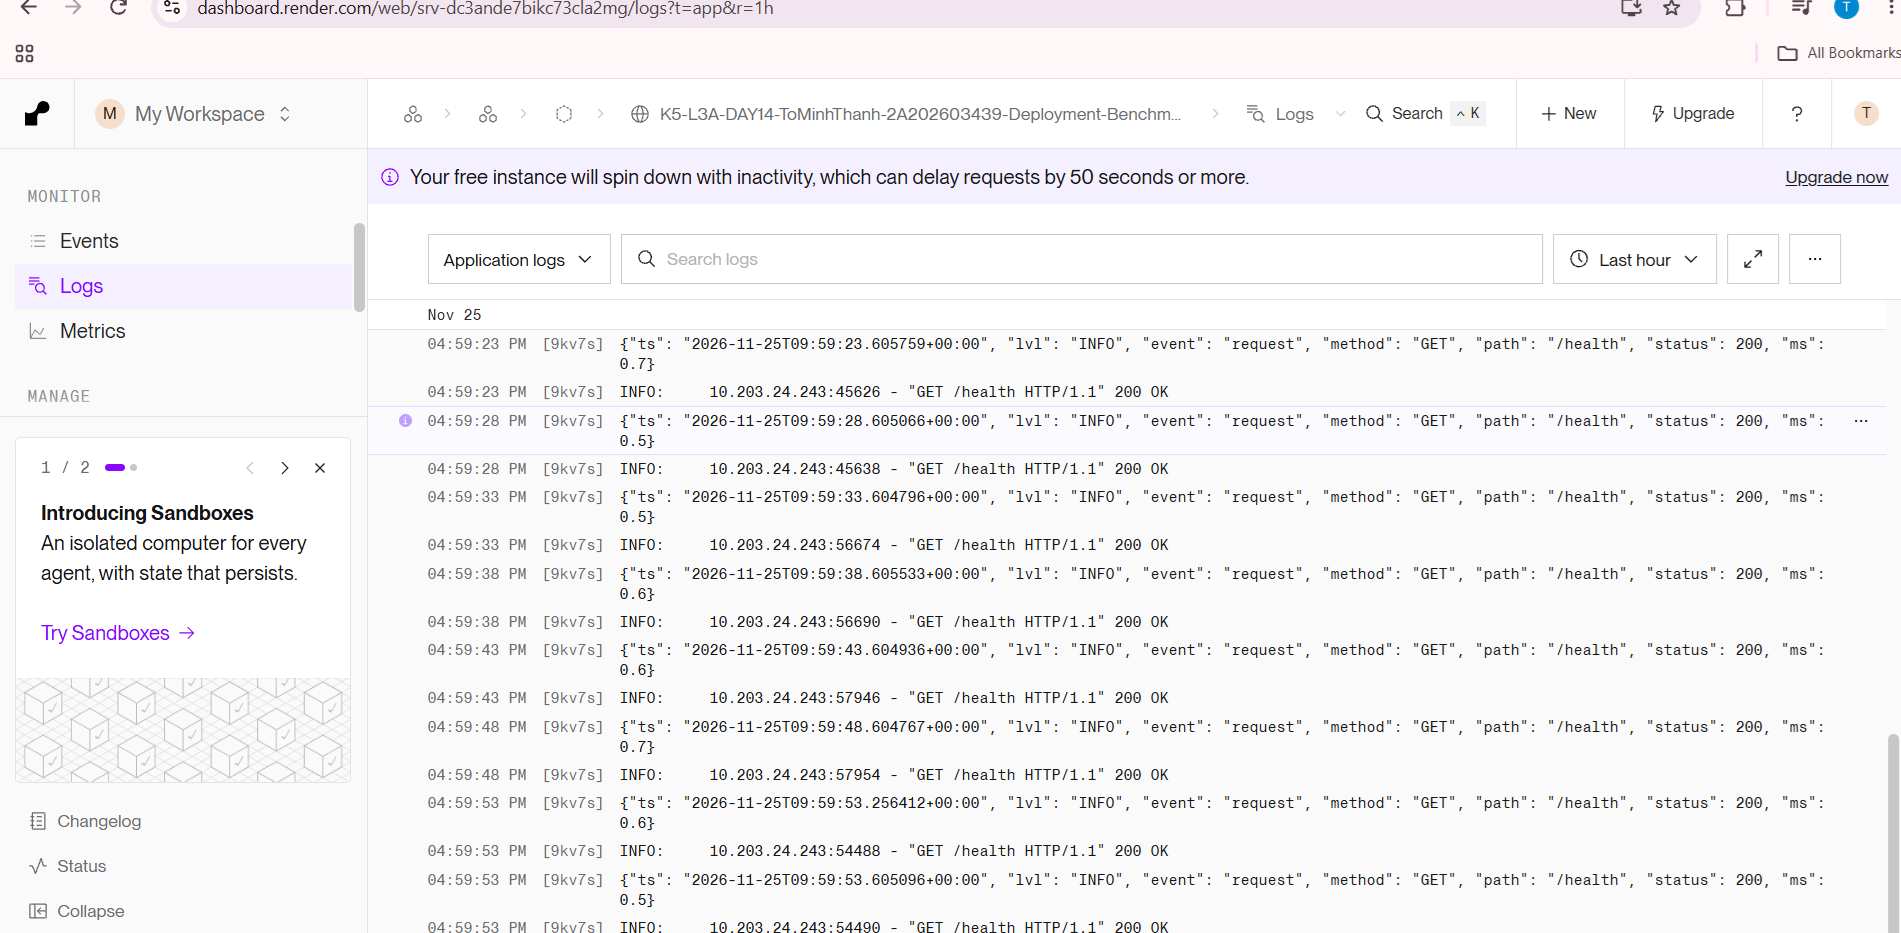 dashboard.render.com/web/srv-dc3ande7bikc73cla2mg/logs?t=app&r=1h
T
All Bookmarks
M My Workspace
K5-L3A-DAY14-ToMinhThanh-2A202603439-Deployment-Benchm...
Logs
Search ^ K
+ New
Upgrade
?
T
MONITOR
Events
Logs
Metrics
MANAGE
1 / 2
Introducing Sandboxes
An isolated computer for every
agent, with state that persists.
Try Sandboxes →
Changelog
Status
Collapse
Your free instance will spin down with inactivity, which can delay requests by 50 seconds or more.
Upgrade now
Application logs
Search logs
Last hour
...
Nov 25
04:59:23 PM [9kv7s] {"ts": "2026-11-25T09:59:23.605759+00:00", "lvl": "INFO", "event": "request", "method": "GET", "path": "/health", "status": 200, "ms":
0.7}
04:59:23 PM [9kv7s] INFO: 10.203.24.243:45626 - "GET /health HTTP/1.1" 200 OK
04:59:28 PM [9kv7s] {"ts": "2026-11-25T09:59:28.605066+00:00", "lvl": "INFO", "event": "request", "method": "GET", "path": "/health", "status": 200, "ms": ...
0.5}
04:59:28 PM [9kv7s] INFO: 10.203.24.243:45638 - "GET /health HTTP/1.1" 200 OK
04:59:33 PM [9kv7s] {"ts": "2026-11-25T09:59:33.604796+00:00", "lvl": "INFO", "event": "request", "method": "GET", "path": "/health", "status": 200, "ms":
0.5}
04:59:33 PM [9kv7s] INFO: 10.203.24.243:56674 - "GET /health HTTP/1.1" 200 OK
04:59:38 PM [9kv7s] {"ts": "2026-11-25T09:59:38.605533+00:00", "lvl": "INFO", "event": "request", "method": "GET", "path": "/health", "status": 200, "ms":
0.6}
04:59:38 PM [9kv7s] INFO: 10.203.24.243:56690 - "GET /health HTTP/1.1" 200 OK
04:59:43 PM [9kv7s] {"ts": "2026-11-25T09:59:43.604936+00:00", "lvl": "INFO", "event": "request", "method": "GET", "path": "/health", "status": 200, "ms":
0.6}
04:59:43 PM [9kv7s] INFO: 10.203.24.243:57946 - "GET /health HTTP/1.1" 200 OK
04:59:48 PM [9kv7s] {"ts": "2026-11-25T09:59:48.604767+00:00", "lvl": "INFO", "event": "request", "method": "GET", "path": "/health", "status": 200, "ms":
0.7}
04:59:48 PM [9kv7s] INFO: 10.203.24.243:57954 - "GET /health HTTP/1.1" 200 OK
04:59:53 PM [9kv7s] {"ts": "2026-11-25T09:59:53.256412+00:00", "lvl": "INFO", "event": "request", "method": "GET", "path": "/health", "status": 200, "ms":
0.6}
04:59:53 PM [9kv7s] INFO: 10.203.24.243:54488 - "GET /health HTTP/1.1" 200 OK
04:59:53 PM [9kv7s] {"ts": "2026-11-25T09:59:53.605096+00:00", "lvl": "INFO", "event": "request", "method": "GET", "path": "/health", "status": 200, "ms":
0.5}
04:59:53 PM [9kv7s] INFO: 10.203.24.243:54490 - "GET /health HTTP/1.1" 200 OK